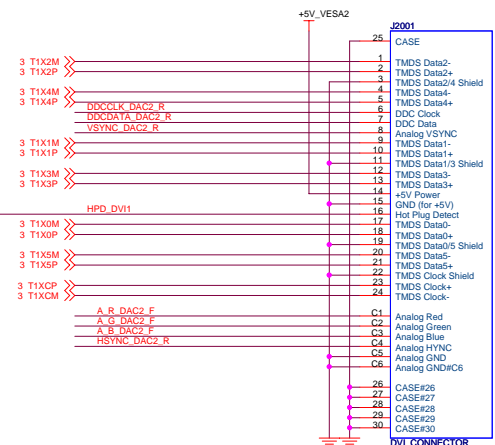 +5V_VESA2
J2001
25 CASE
3 T1X2M 1 TMDS Data2-
3 T1X2P 2 TMDS Data2+
3 TMDS Data2/4 Shield
3 T1X4M 4 TMDS Data4-
3 T1X4P 5 TMDS Data4+
DDCCLK_DAC2_R 6 DDC Clock
DDCDATA_DAC2_R 7 DDC Data
VSYNC_DAC2_R 8 Analog VSYNC
3 T1X1M 9 TMDS Data1-
3 T1X1P 10 TMDS Data1+
11 TMDS Data1/3 Shield
3 T1X3M 12 TMDS Data3-
3 T1X3P 13 TMDS Data3+
14 +5V Power
15 GND (for +5V)
HPD_DVI1 16 Hot Plug Detect
3 T1X0M 17 TMDS Data0-
3 T1X0P 18 TMDS Data0+
19 TMDS Data0/5 Shield
3 T1X5M 20 TMDS Data5-
3 T1X5P 21 TMDS Data5+
22 TMDS Clock Shield
3 T1XCP 23 TMDS Clock+
3 T1XCM 24 TMDS Clock-
A_R_DAC2_F C1 Analog Red
A_G_DAC2_F C2 Analog Green
A_B_DAC2_F C3 Analog Blue
HSYNC_DAC2_R C4 Analog HYNC
C5 Analog GND
C6 Analog GND#C6
26 CASE#26
27 CASE#27
28 CASE#28
29 CASE#29
30 CASE#30
DVI CONNECTOR